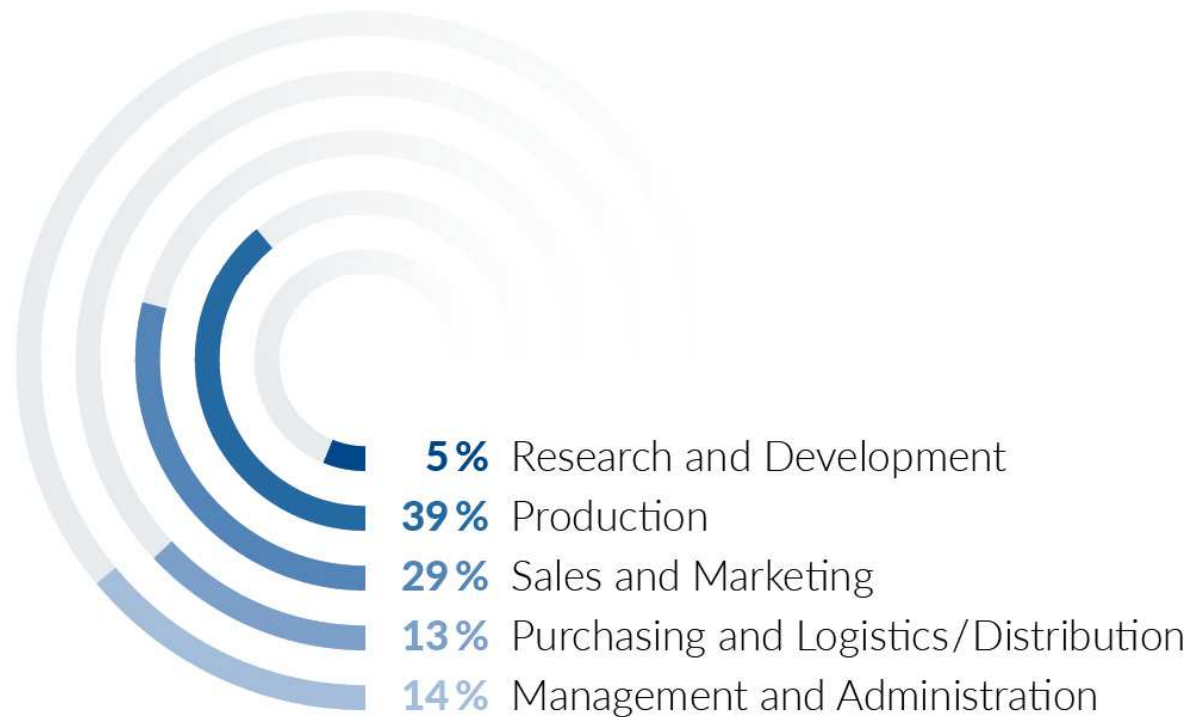 5 % Research and Development
39 % Production
29 % Sales and Marketing
13 % Purchasing and Logistics / Distribution
14 % Management and Administration